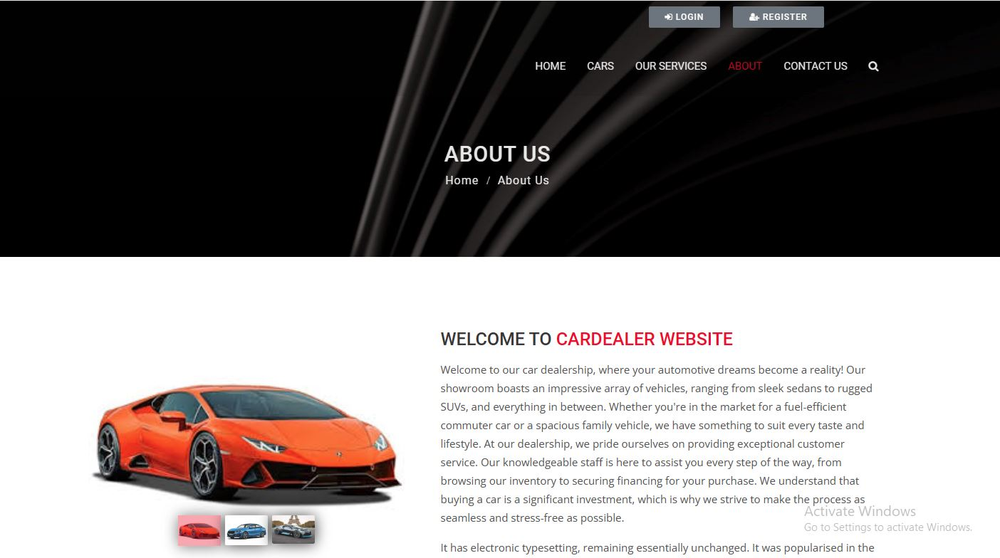 LOGIN
REGISTER
HOME
CARS
OUR SERVICES
ABOUT
CONTACT US
ABOUT US
Home / About Us
WELCOME TO CARDEALER WEBSITE
Welcome to our car dealership, where your automotive dreams become a reality! Our
showroom boasts an impressive array of vehicles, ranging from sleek sedans to rugged
SUVs, and everything in between. Whether you're in the market for a fuel-efficient
commuter car or a spacious family vehicle, we have something to suit every taste and
lifestyle. At our dealership, we pride ourselves on providing exceptional customer
service. Our knowledgeable staff is here to assist you every step of the way, from
browsing our inventory to securing financing for your purchase. We understand that
buying a car is a significant investment, which is why we strive to make the process as
seamless and stress-free as possible.
It has electronic typesetting, remaining essentially unchanged. It was popularised in the
Activate Windows
Go to Settings to activate Windows.